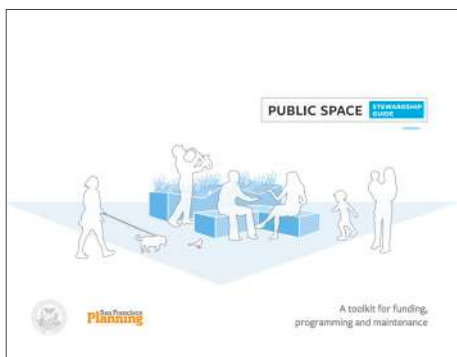 PUBLIC SPACE
STEWARDSHIP
GUIDE
San Francisco
Planning
A toolkit for funding,
programming and maintenance